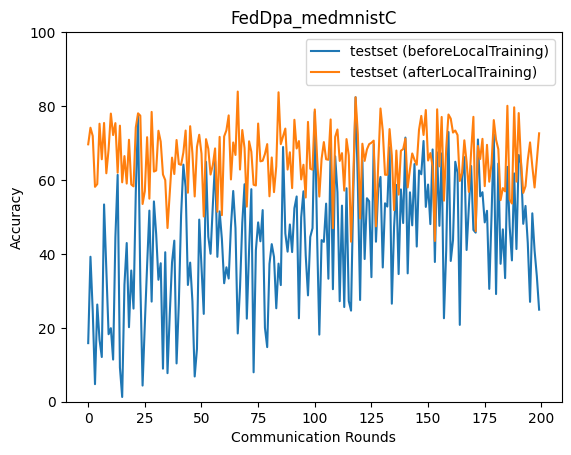 FedDpa_medmnistC
testset (beforeLocalTraining)
testset (afterLocalTraining)
Accuracy
100
80
60
40
20
0
0 25 50 75 100 125 150 175 200
Communication Rounds